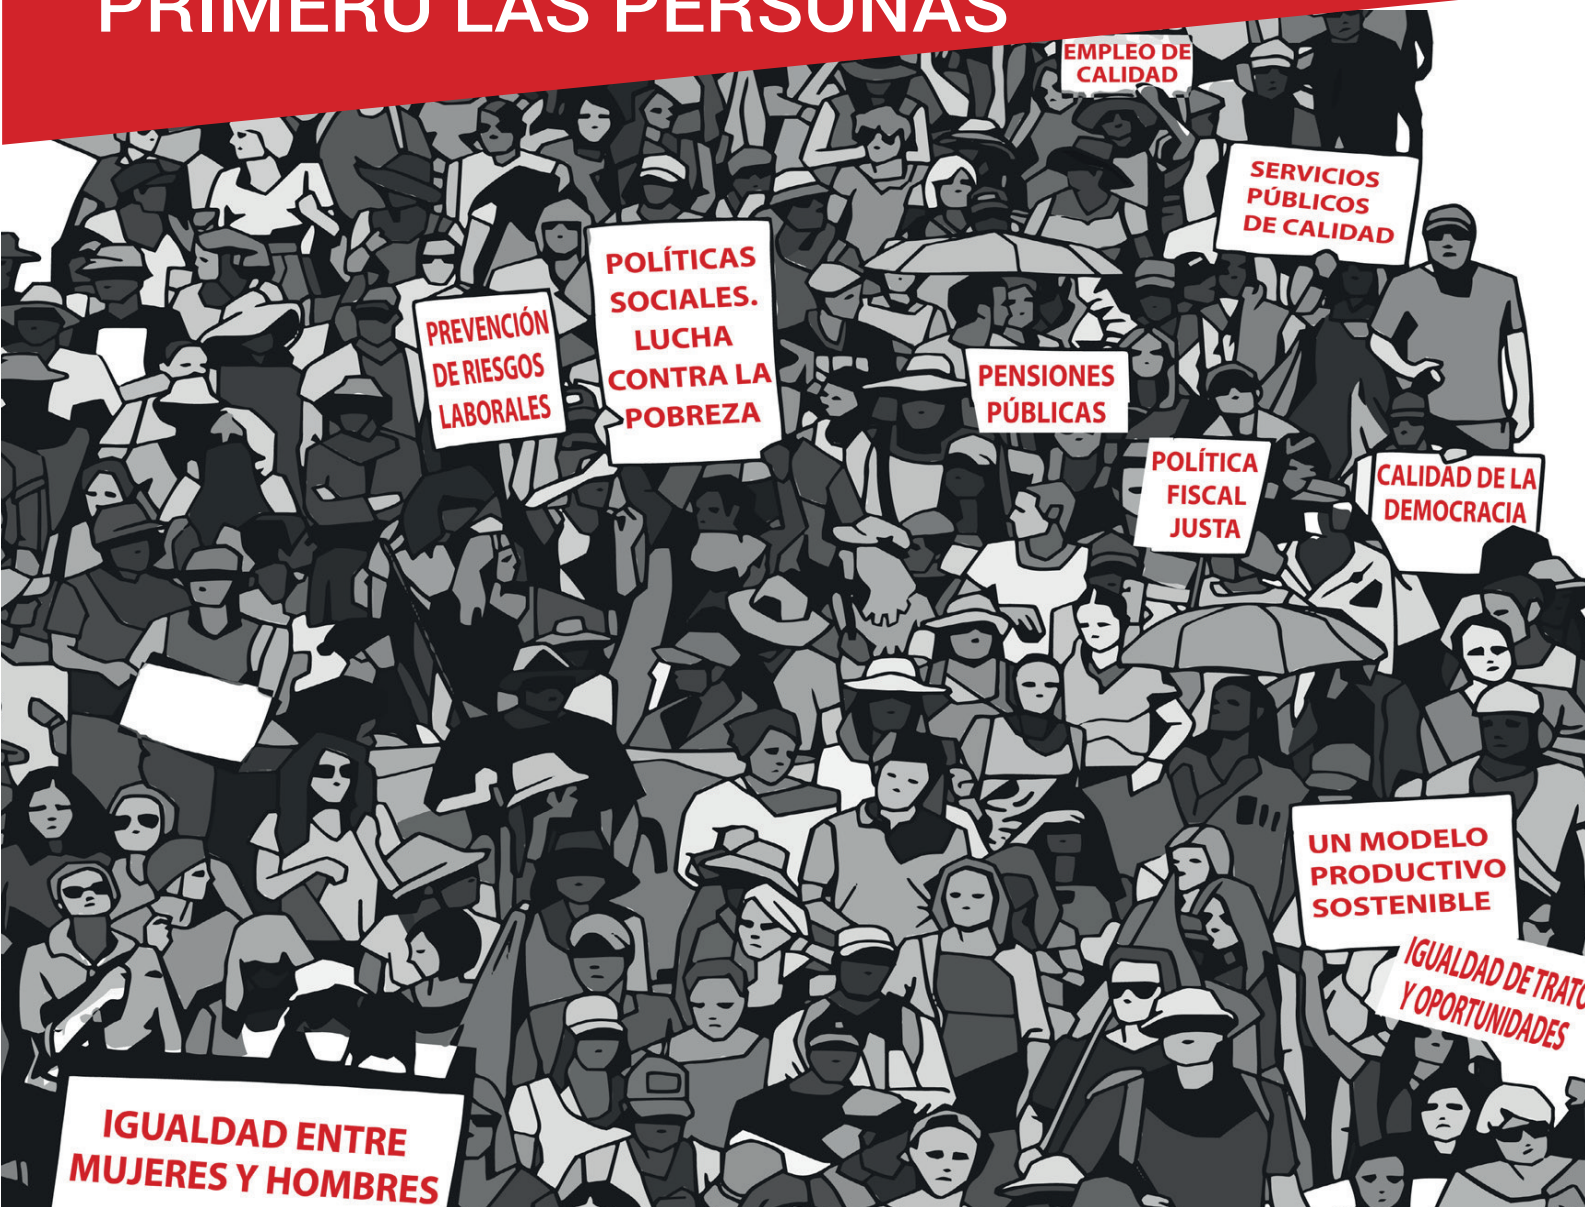 PRIMERO LAS PERSONAS
EMPLEO DE
CALIDAD
SERVICIOS
PÚBLICOS
DE CALIDAD
POLÍTICAS
SOCIALES.
LUCHA
CONTRA LA
POBREZA
PREVENCIÓN
DE RIESGOS
LABORALES
PENSIONES
PÚBLICAS
POLÍTICA
FISCAL
JUSTA
CALIDAD DE LA
DEMOCRACIA
UN MODELO
PRODUCTIVO
SOSTENIBLE
IGUALDAD DE TRATO
Y OPORTUNIDADES
IGUALDAD ENTRE
MUJERES Y HOMBRES